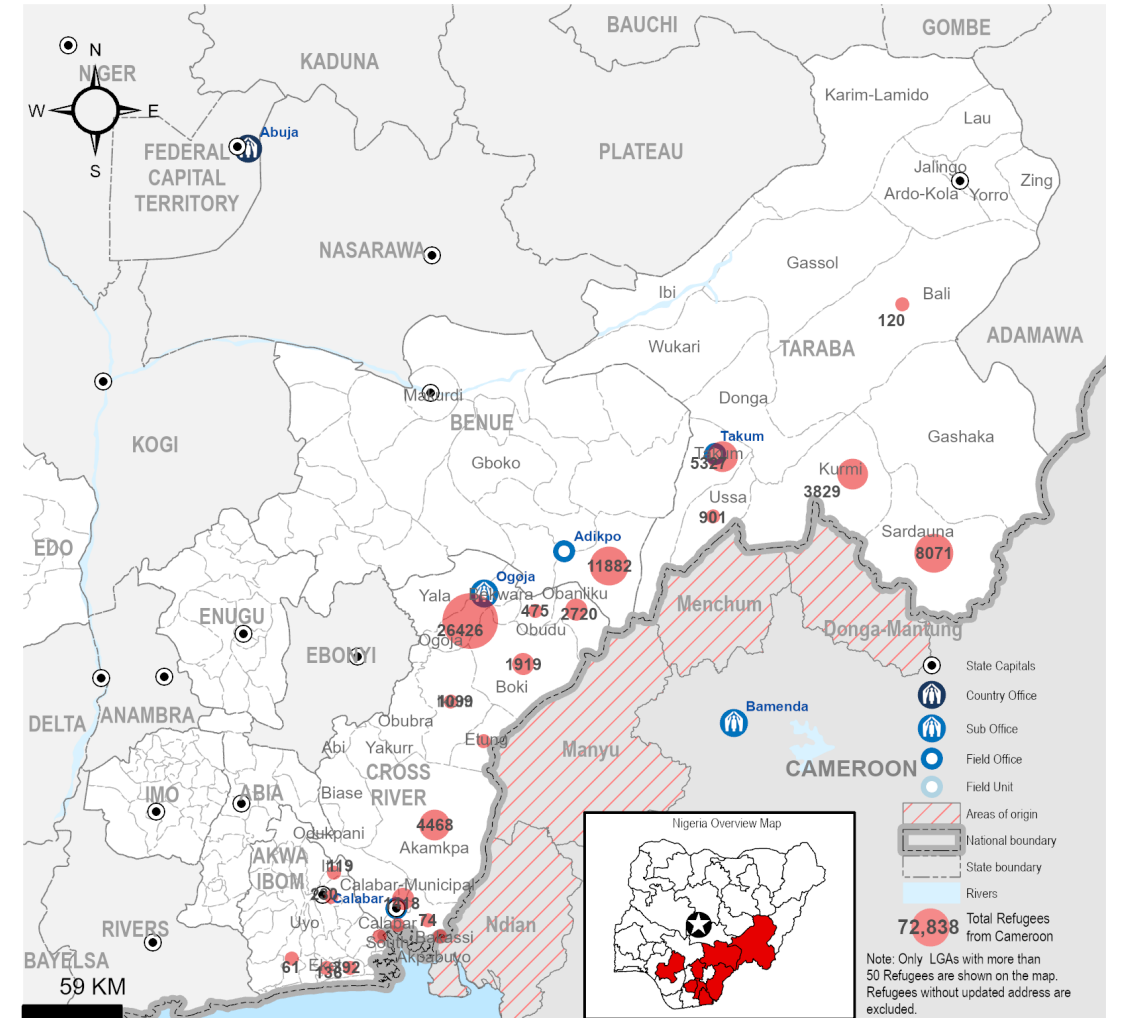 BAUCHI
GOMBE
N
KADUNA
NIGER
Karim-Lamido
W
E
Lau
Abuja
S
FEDERAL
CAPITAL
TERRITORY
PLATEAU
Jalingo
Zing
Ardo-Kola
Yorro
NASARAWA
Gassol
Ibi
Bali
120
ADAMAWA
Wukari
TARABA
Makurdi
Donga
BENUE
KOGI
Takum
Takum
5327
Gashaka
Gboko
Kurmi
3829
Ussa
901
Sardauna
8071
EDO
Adikpo
11882
Ogoja
Yala
Obanliku
475
2720
Menchum
ENUGU
26426
Obudu
Donga-Mantung
Ogoja
EBONYI
1919
State Capitals
Boki
Country Office
1099
Bamenda
DELTA
ANAMBRA
Obubra
Sub Office
Abi
Yakurr
Etung
Manyu
Field Office
CROSS
RIVER
CAMEROON
Field Unit
IMO
ABIA
Biase
Areas of origin
4468
Nigeria Overview Map
Odukpani
Akamkpa
National boundary
AKWA
IBOM
119
State boundary
Calabar-Municipal
Calabar
Rivers
Uyo
Calabar
74
Ndian
72,838
Total Refugees
from Cameroon
RIVERS
South
Bakassi
BAYELSA
61
Akpabuyo
Note: Only LGAs with more than
50 Refugees are shown on the map.
Refugees without updated address are
excluded.
59 KM